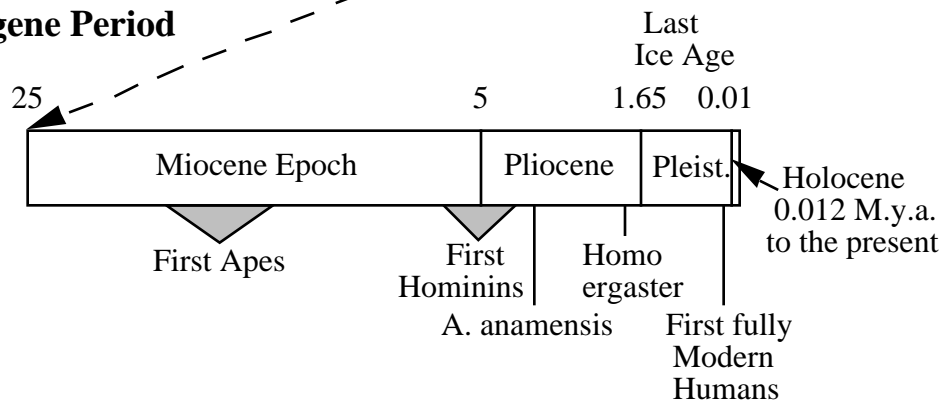 gene Period
Last
Ice Age
25
5
1.65
0.01
Miocene Epoch
Pliocene
Pleist.
Holocene
0.012 M.y.a.
to the present
First Apes
First
Hominins
A. anamensis
Homo
ergaster
First fully
Modern
Humans